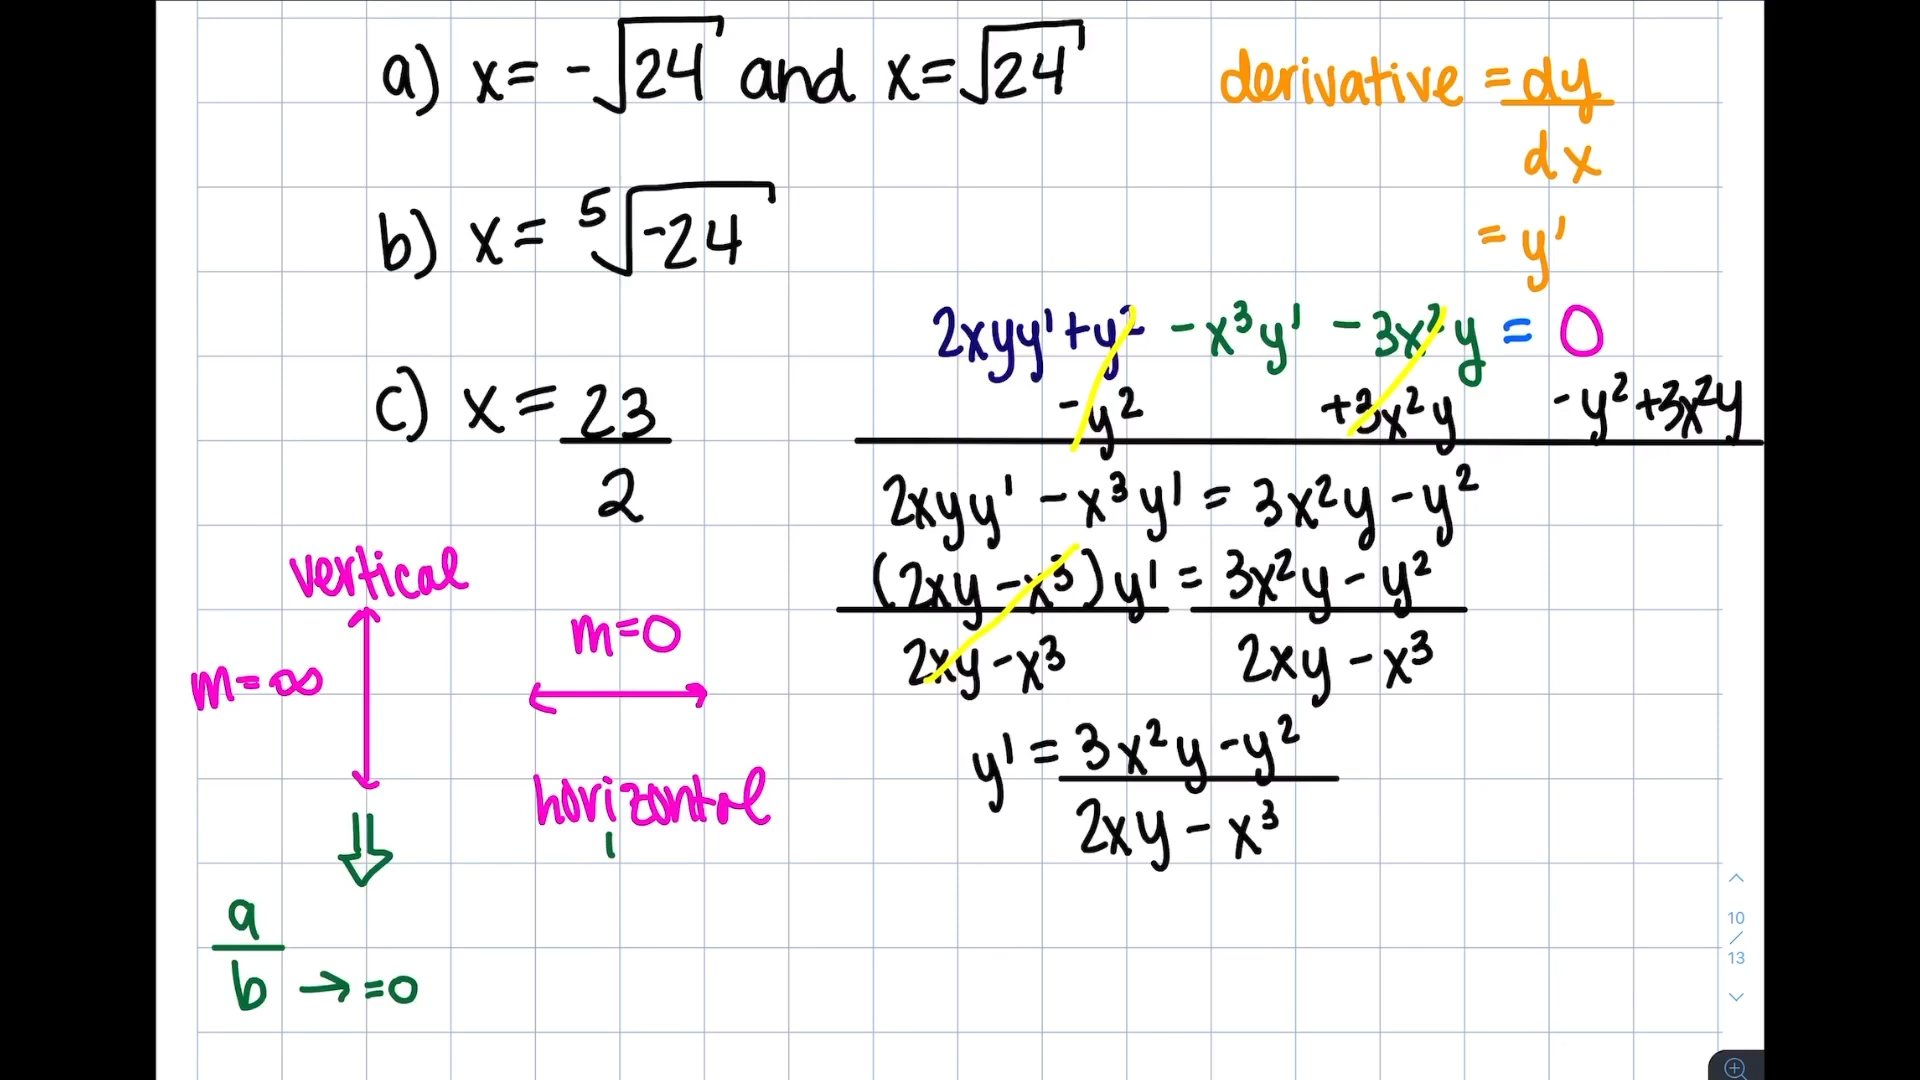 a) x = -√24 and x = √24
b) x = ⁵√-24
c) x = 23
2
derivative = dy
dx
= y'
2xyy' + y² - x³y' - 3x²y = 0
- y² +3x²y - y² + 3x²y
2xyy' - x³y' = 3x²y - y²
(2xy - x³)y' = 3x²y - y²
2xy - x³ 2xy - x³
y' = 3x²y - y²
2xy - x³
vertical
m = ∞
m = 0
horizontal
a
b → = 0
10
/
13